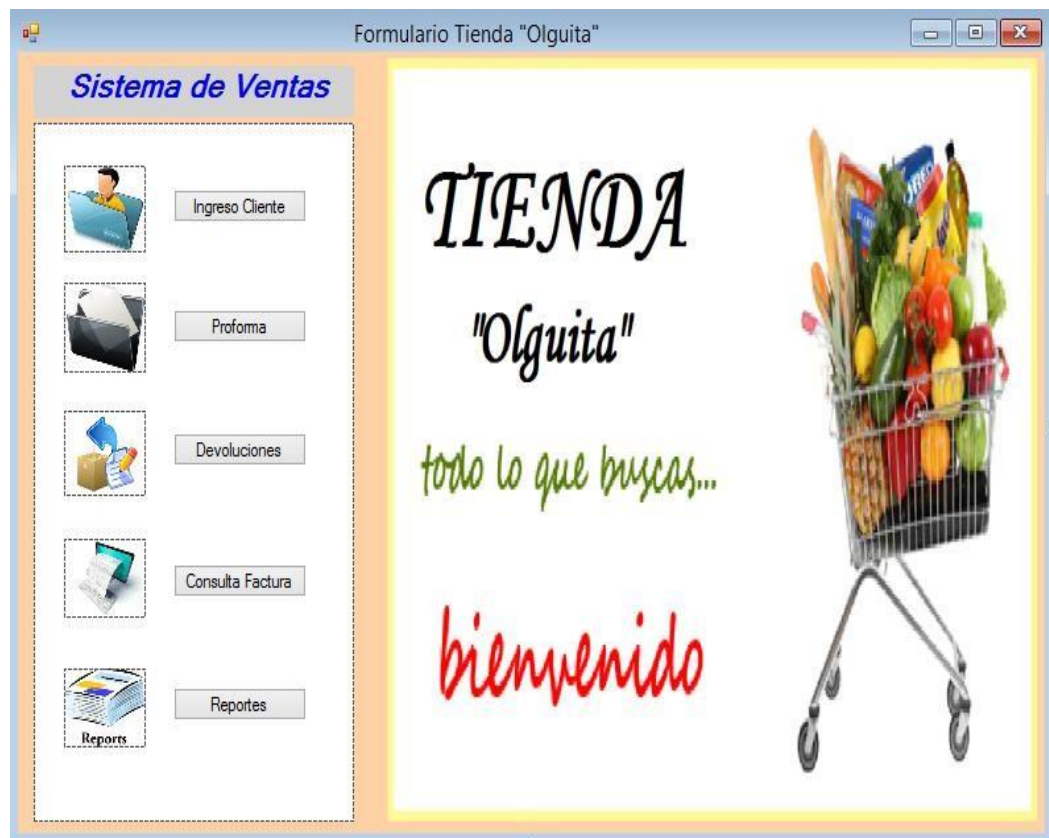 Formulario Tienda "Olguita"
Sistema de Ventas
Ingreso Cliente
Proforma
Devoluciones
Consulta Factura
Reports
Reportes
TIENDA
"Olguita"
todo lo que buscas...
bienvenido